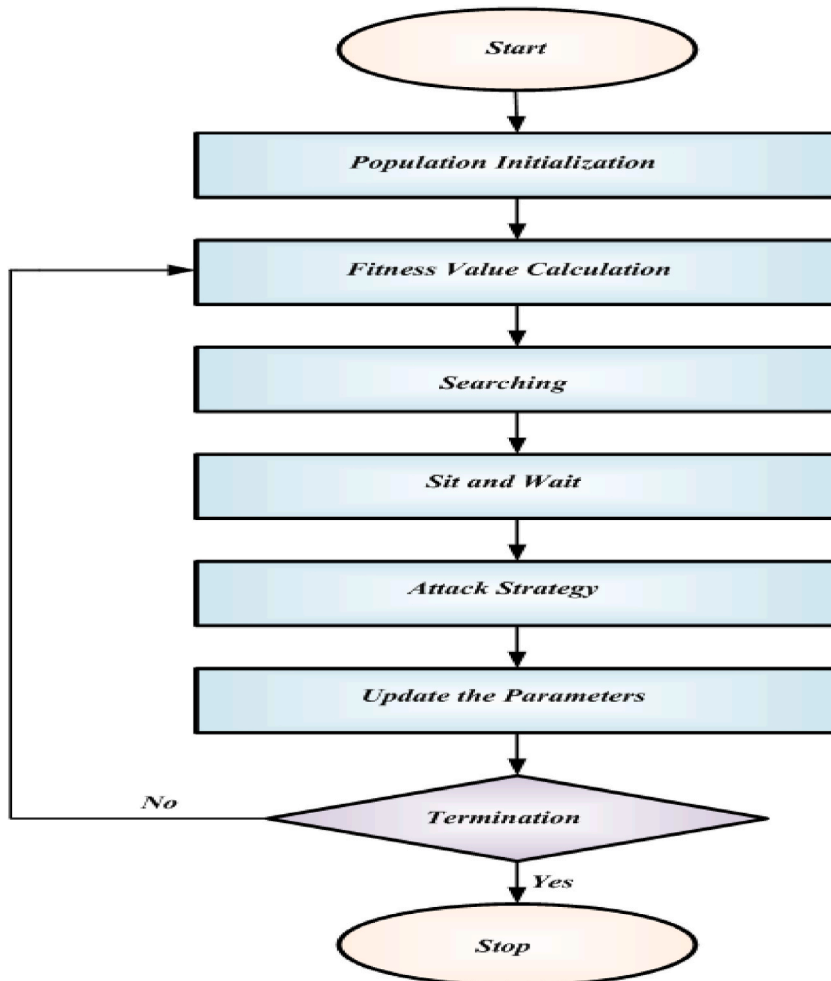 Start
Population Initialization
Fitness Value Calculation
Searching
Sit and Wait
Attack Strategy
Update the Parameters
No
Termination
Yes
Stop